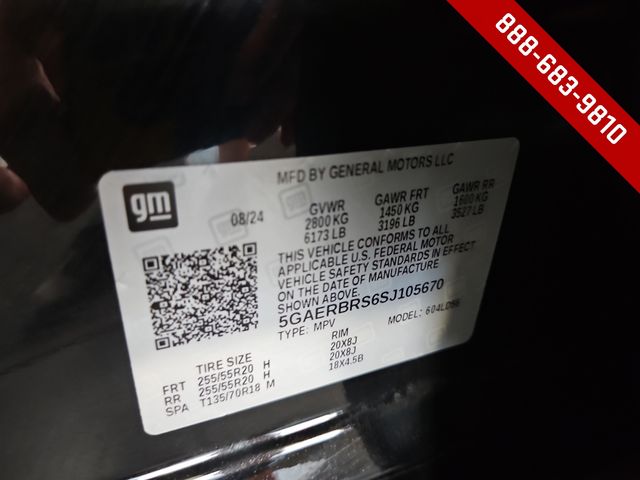 888-683-9810
MFD BY GENERAL MOTORS LLC
gm
08/24
GVWR GAWR FRT GAWR RR
2800 KG 1450 KG 1600 KG
6173 LB 3196 LB 3527 LB
THIS VEHICLE CONFORMS TO ALL
APPLICABLE U.S. FEDERAL MOTOR
VEHICLE SAFETY STANDARDS IN EFFECT
ON THE DATE OF MANUFACTURE
SHOWN ABOVE.
5GAERBRS6SJ105670
TYPE: MPV MODEL: 604LD56
TIRE SIZE RIM
FRT 255/55R20 H 20X8J
RR 255/55R20 H 20X8J
SPA T135/70R18 M 18X4.5B